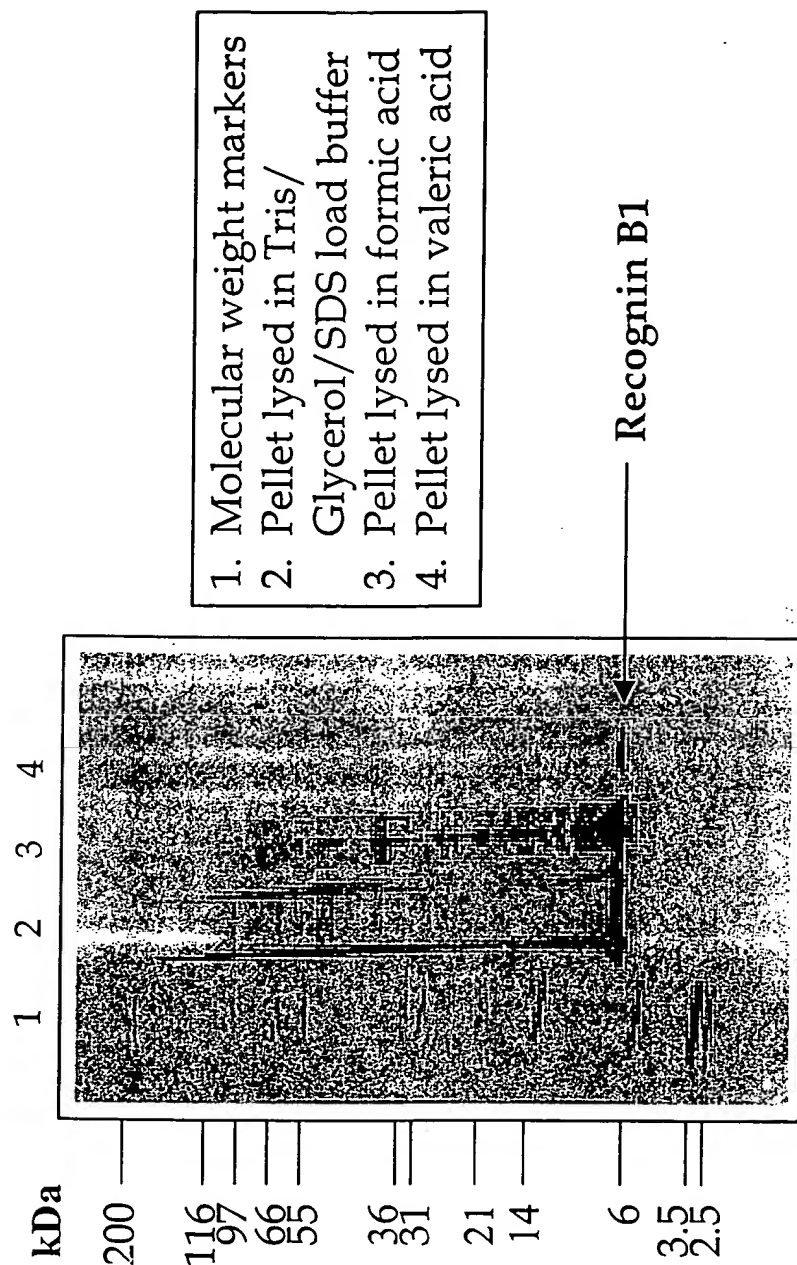 kDa
200
116
97
66
55
36
31
21
14
6
3.5
2.5
1 2 3 4
1. Molecular weight markers
2. Pellet lysed in Tris/
Glycerol/SDS load buffer
3. Pellet lysed in formic acid
4. Pellet lysed in valeric acid
Recognin B1